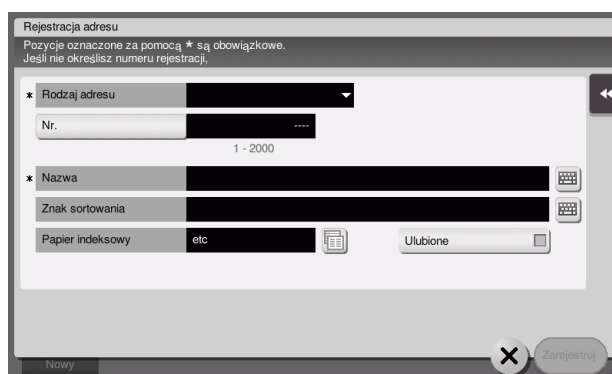 Rejestracja adresu
Pozycje oznaczone za pomocą * są obowiązkowe.
Jeśli nie określisz numeru rejestracji,
* Rodzaj adresu
Nr. ----
1 - 2000
* Nazwa
Znak sortowania
Papier indeksowy etc Ulubione
Zarejestruj
Nowy